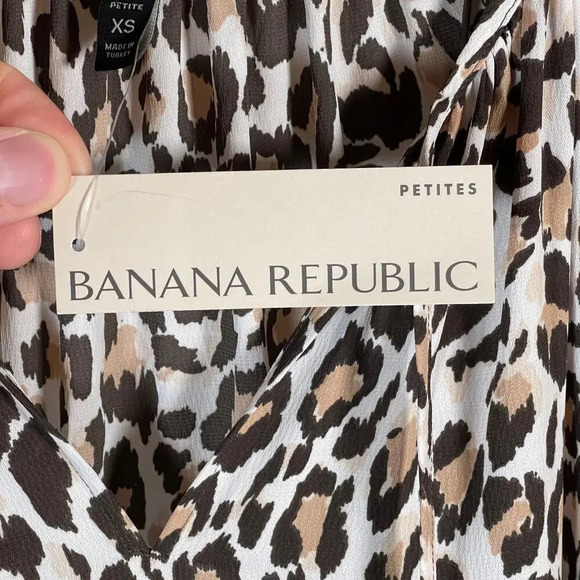 PETITE
XS
MADE IN
TURKEY
PETITES
BANANA REPUBLIC